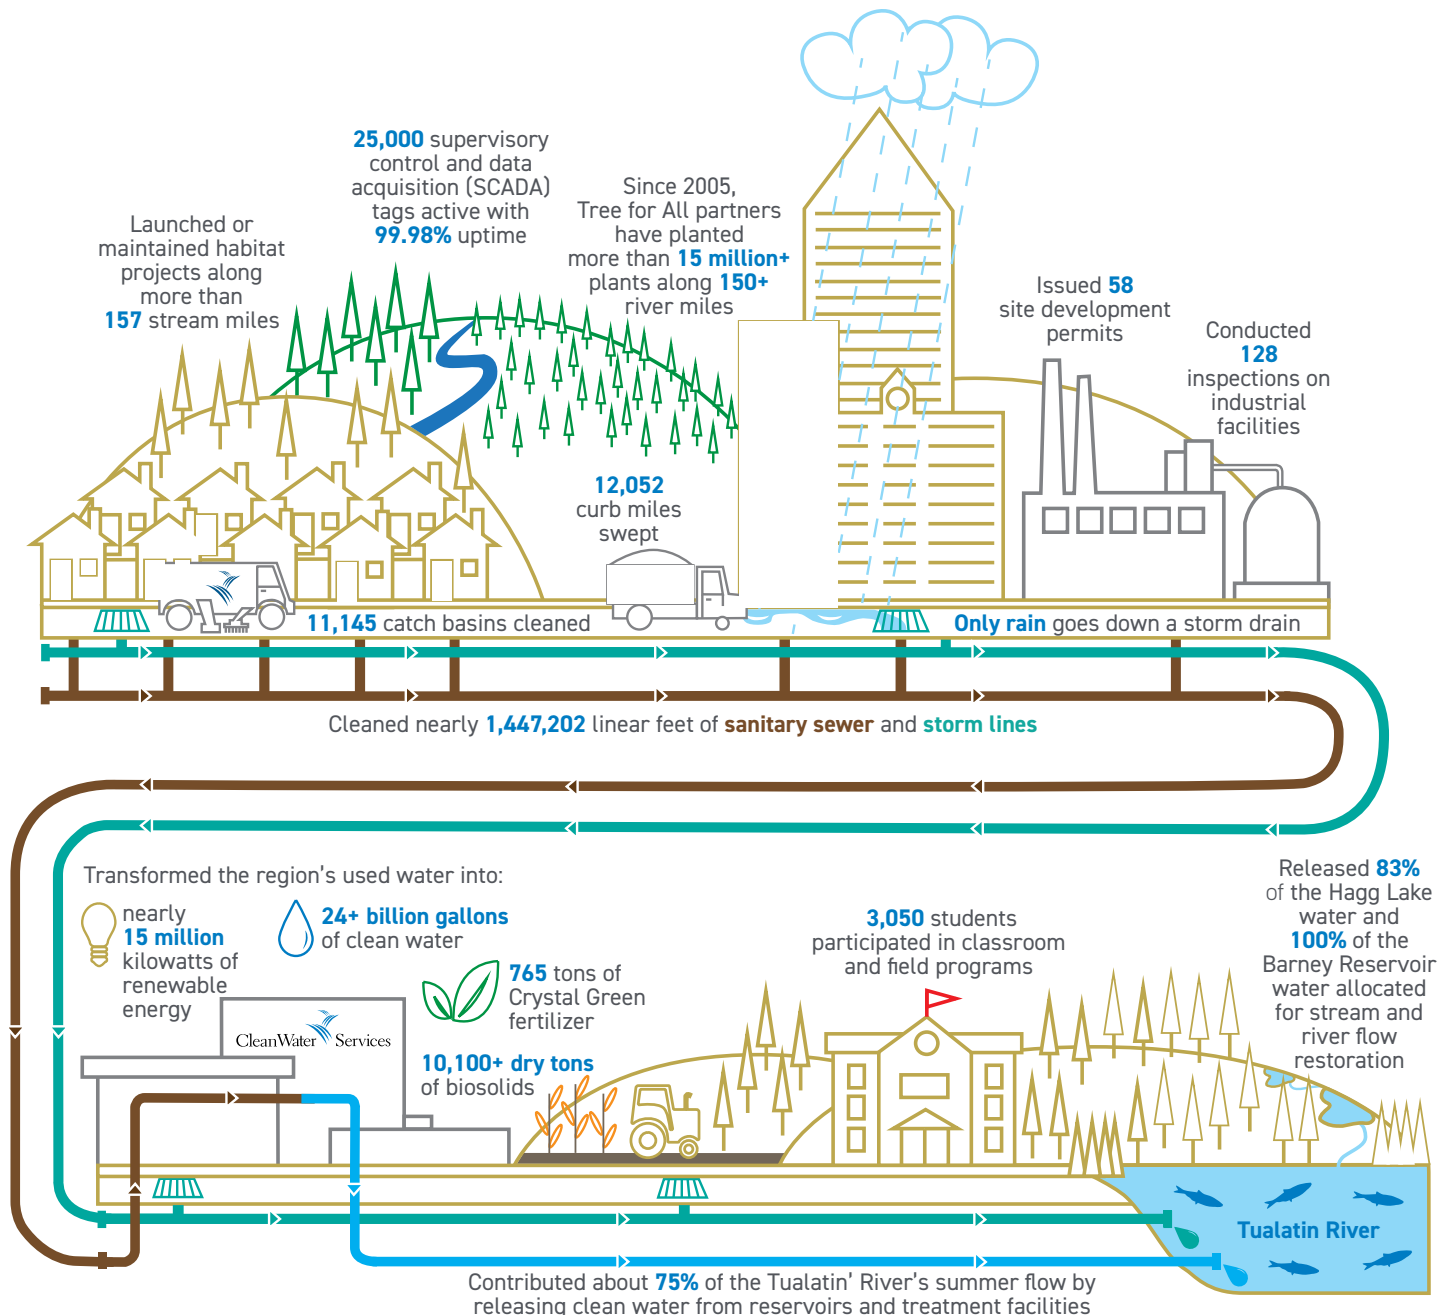 25,000 supervisory
control and data
acquisition (SCADA)
tags active with
99.98% uptime
Since 2005,
Tree for All partners
have planted
more than 15 million+
plants along 150+
river miles
Launched or
maintained habitat
projects along
more than
157 stream miles
Issued 58
site development
permits
Conducted
128
inspections on
industrial
facilities
12,052
curb miles
swept
11,145 catch basins cleaned
Only rain goes down a storm drain
Cleaned nearly 1,447,202 linear feet of sanitary sewer and storm lines
Transformed the region's used water into:
nearly
15 million
kilowatts of
renewable
energy
24+ billion gallons
of clean water
765 tons of
Crystal Green
fertilizer
10,100+ dry tons
of biosolids
CleanWater Services
3,050 students
participated in classroom
and field programs
Released 83%
of the Hagg Lake
water and
100% of the
Barney Reservoir
water allocated
for stream and
river flow
restoration
Tualatin River
Contributed about 75% of the Tualatin' River's summer flow by
releasing clean water from reservoirs and treatment facilities